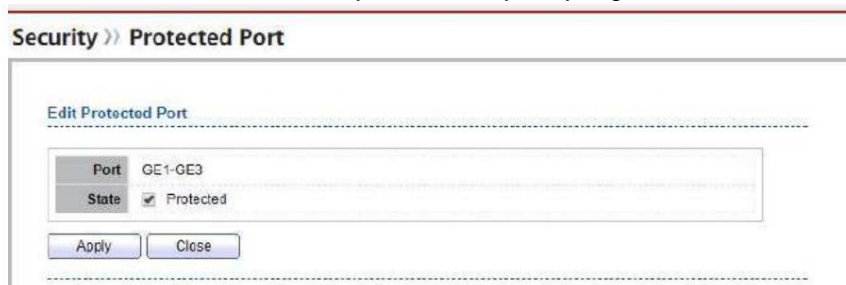 Security >> Protected Port
Edit Protected Port
Port GE1-GE3
State Protected
Apply Close